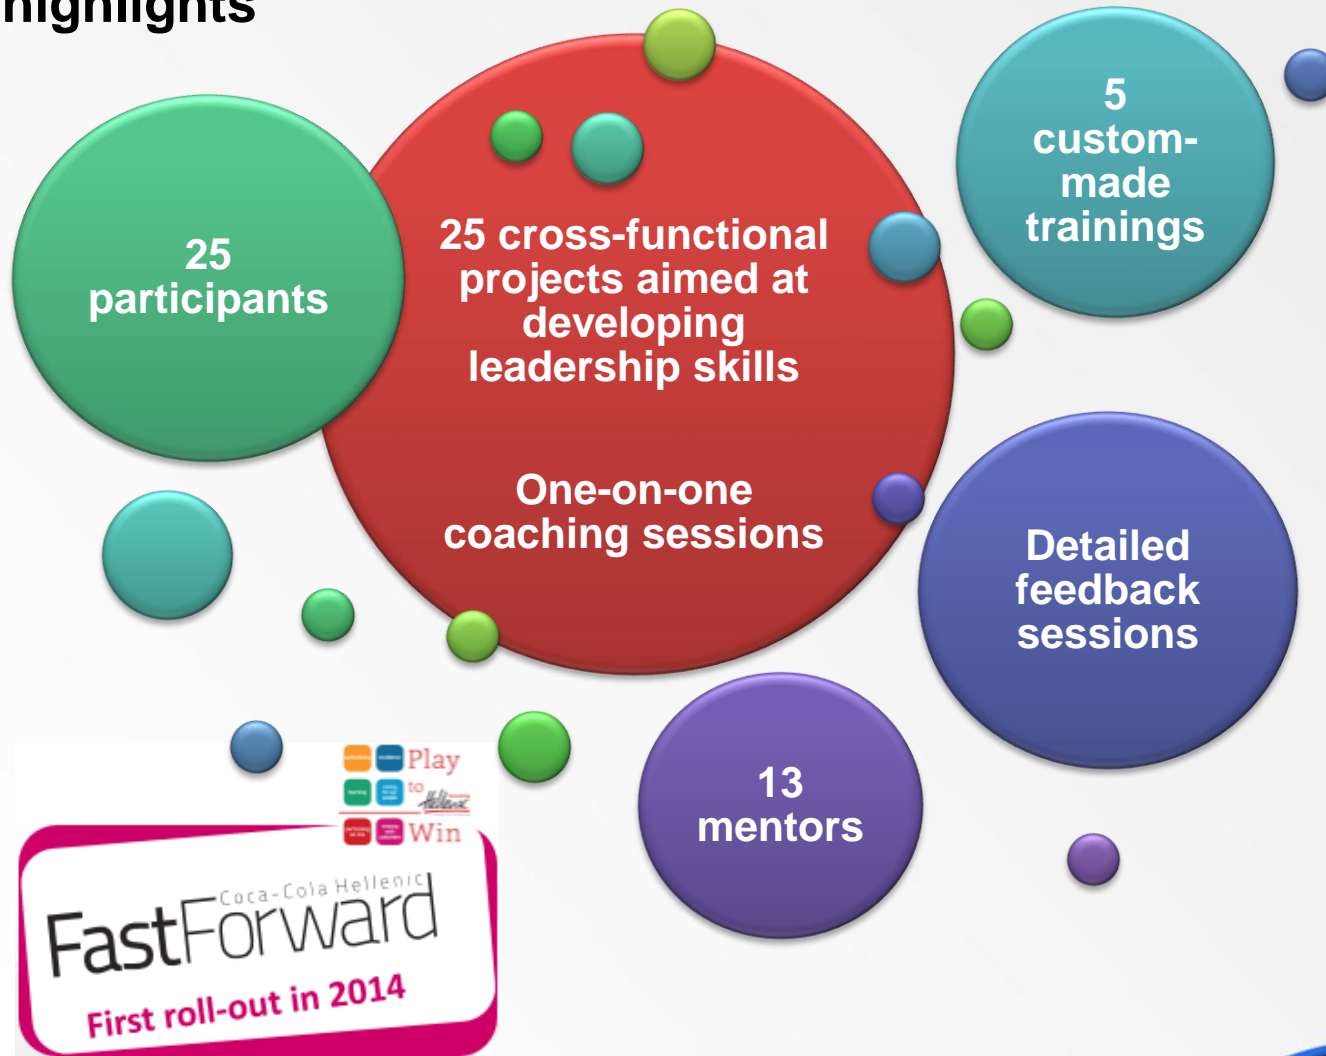 highlights
25
participants
25 cross-functional
projects aimed at
developing
leadership skills
One-on-one
coaching sessions
5
custom-
made
trainings
Detailed
feedback
sessions
13
mentors
Play
to
Win
Coca-Cola Hellenic
FastForward
First roll-out in 2014